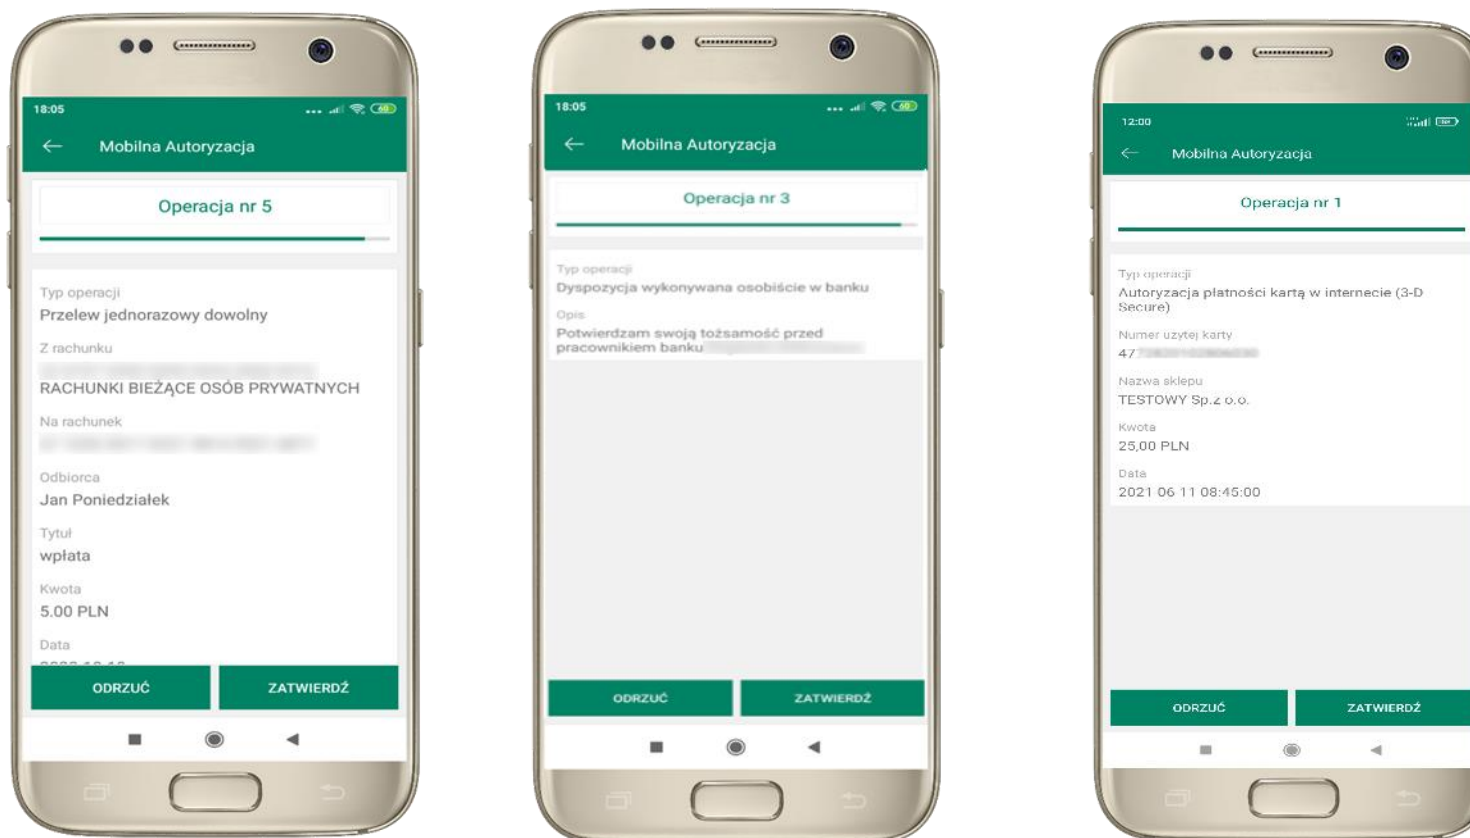 18:05
Mobilna Autoryzacja
Operacja nr 5
Typ operacji
Przelew jednorazowy dowolny
Z rachunku
RACHUNKI BIEŻĄCE OSÓB PRYWATNYCH
Na rachunek
Odbiorca
Jan Poniedziałek
Tytuł
wpłata
Kwota
5.00 PLN
Data
ODRZUĆ ZATWIERDŹ
18:05
60
Mobilna Autoryzacja
Operacja nr 3
Typ operacji
Dyspozycja wykonywana osobiście w banku
Opis
Potwierdzam swoją tożsamość przed
pracownikiem banku
ODRZUĆ ZATWIERDŹ
12:00
Mobilna Autoryzacja
Operacja nr 1
Typ operacji
Autoryzacja płatności kartą w internecie (3-D
Secure)
Numer uzytej karty
47
Nazwa sklepu
TESTOWY Sp.z o.o.
Kwota
25,00 PLN
Data
2021 06 11 08:45:00
ODRZUĆ ZATWIERDŹ